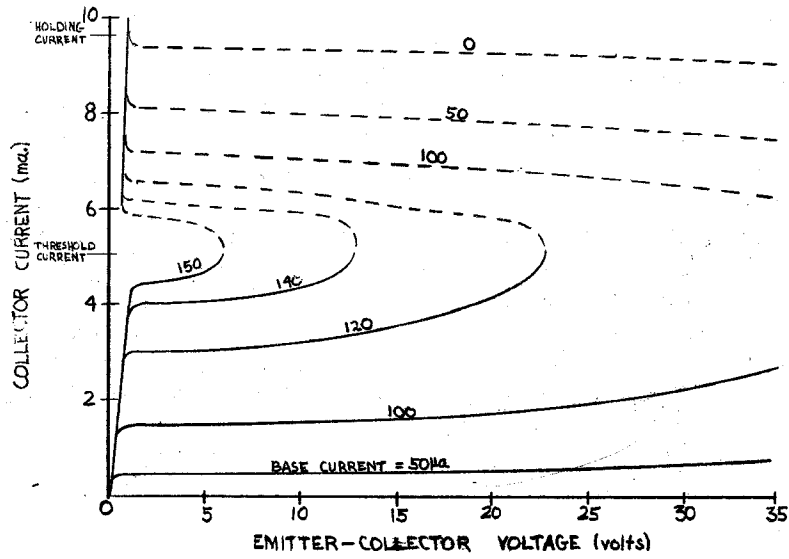 10
HOLDING
CURRENT
0
8
50
100
6
THRESHOLD
CURRENT
150
140
4
120
2
100
BASE CURRENT = 50µa
0
5
10
15
20
25
30
35
COLLECTOR CURRENT (ma.)
EMITTER-COLLECTOR VOLTAGE (volts)